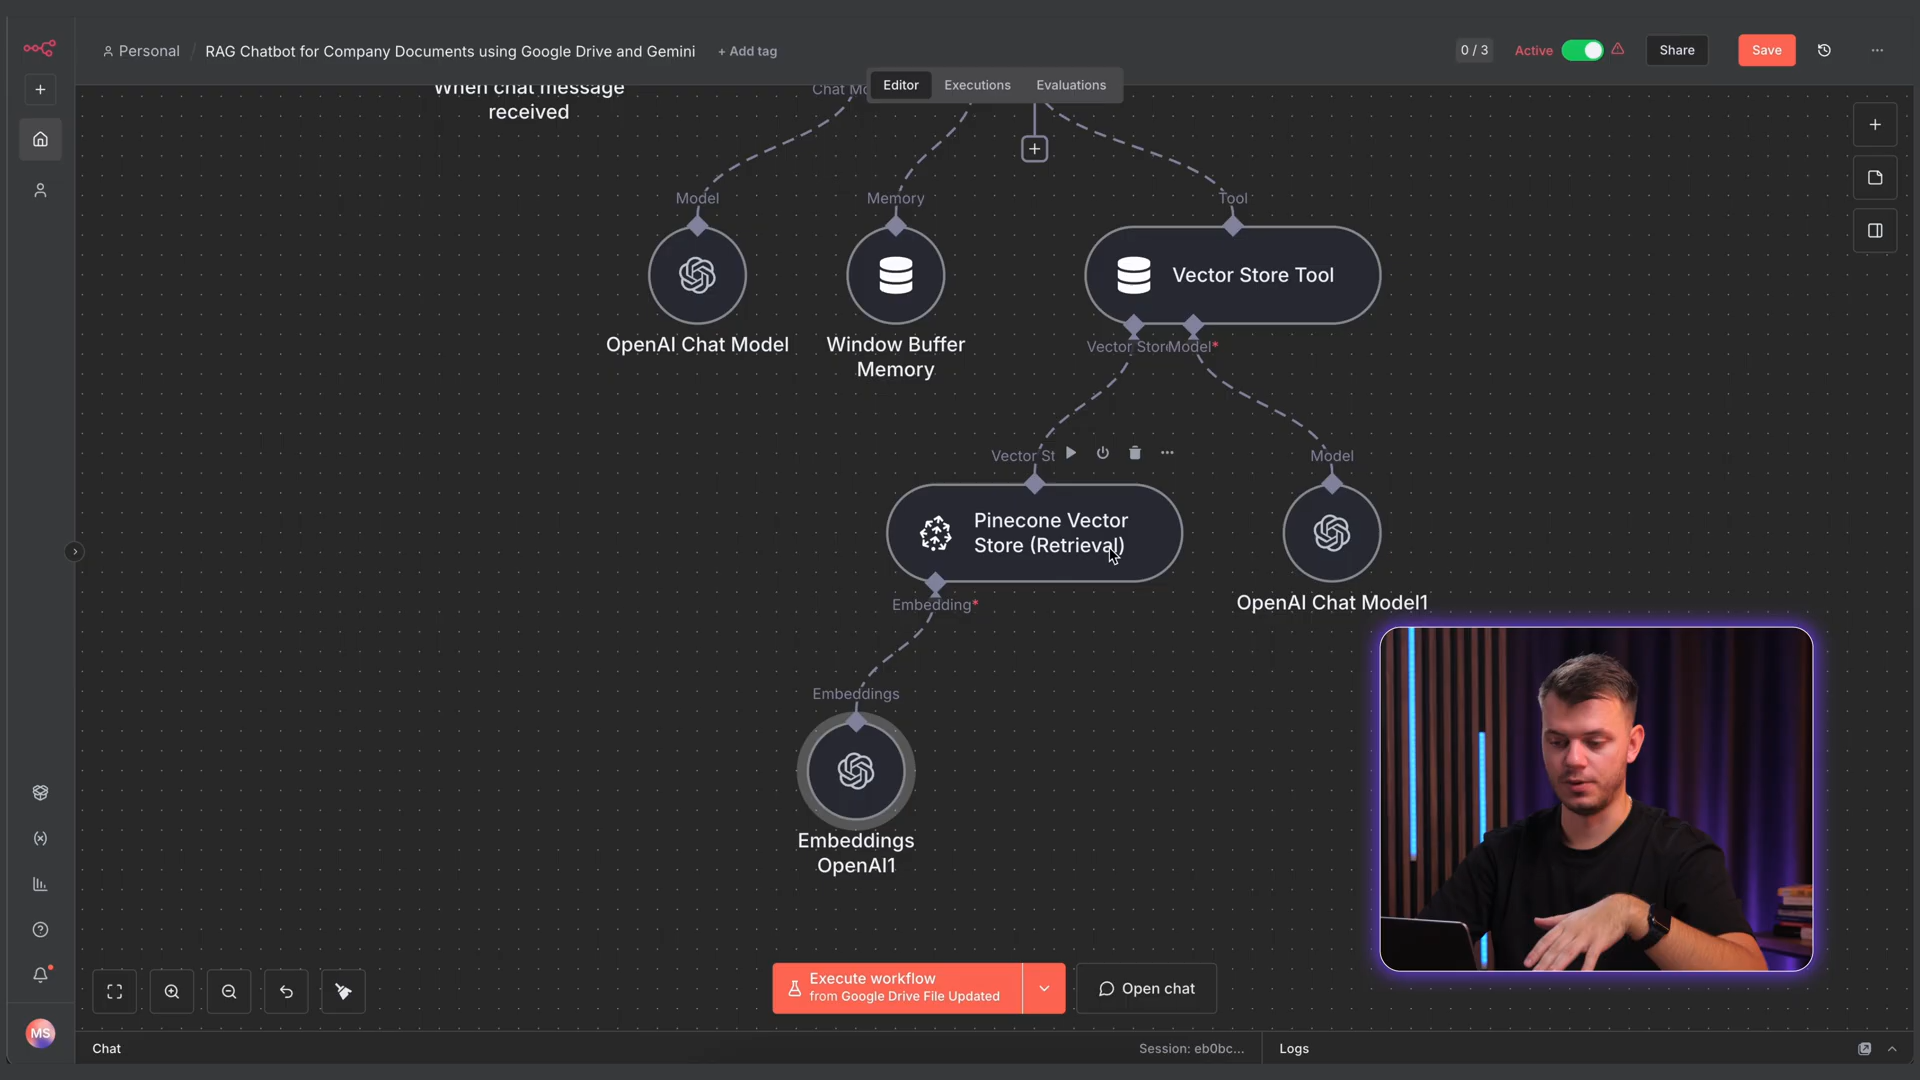 Personal / RAG Chatbot for Company Documents using Google Drive and Gemini + Add tag
0 / 3
Active
Share
Save
Editor
Executions
Evaluations
When chat message
received
Chat Mo
Model
Memory
Tool
Vector Store Tool
OpenAI Chat Model
Window Buffer
Memory
Vector Store
Model*
Vector St
Model
Pinecone Vector
Store (Retrieval)
OpenAI Chat Model1
Embedding*
Embeddings
Embeddings
OpenAI1
Execute workflow
from Google Drive File Updated
Open chat
MS
Chat
Session: eb0bc...
Logs